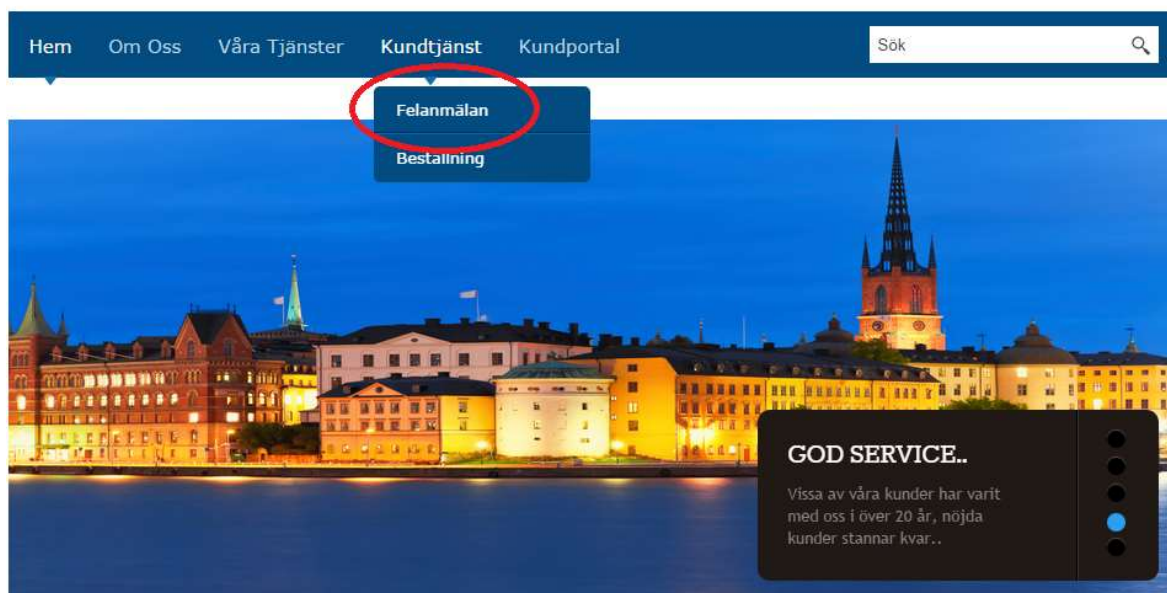 Hem Om Oss Våra Tjänster Kundtjänst Kundportal Sök
Felanmälan
Beställning
GOD SERVICE..
Vissa av våra kunder har varit
med oss i över 20 år, nöjda
kunder stannar kvar..